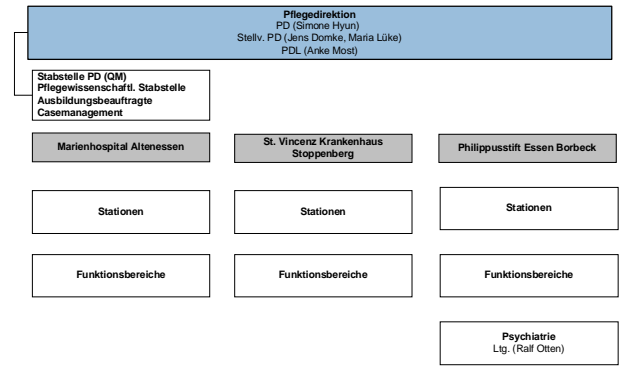 Pflegedirektion
PD (Simone Hyun)
Stellv. PD (Jens Domke, Maria Lüke)
PDL (Anke Most)
Stabstelle PD (QM)
Pflegewissenschaftl. Stabstelle
Ausbildungsbeauftragte
Casemanagement
Marienhospital Altenessen
St. Vincenz Krankenhaus
Stoppenberg
Philippusstift Essen Borbeck
Stationen
Stationen
Stationen
Funktionsbereiche
Funktionsbereiche
Funktionsbereiche
Psychiatrie
Ltg. (Ralf Otten)